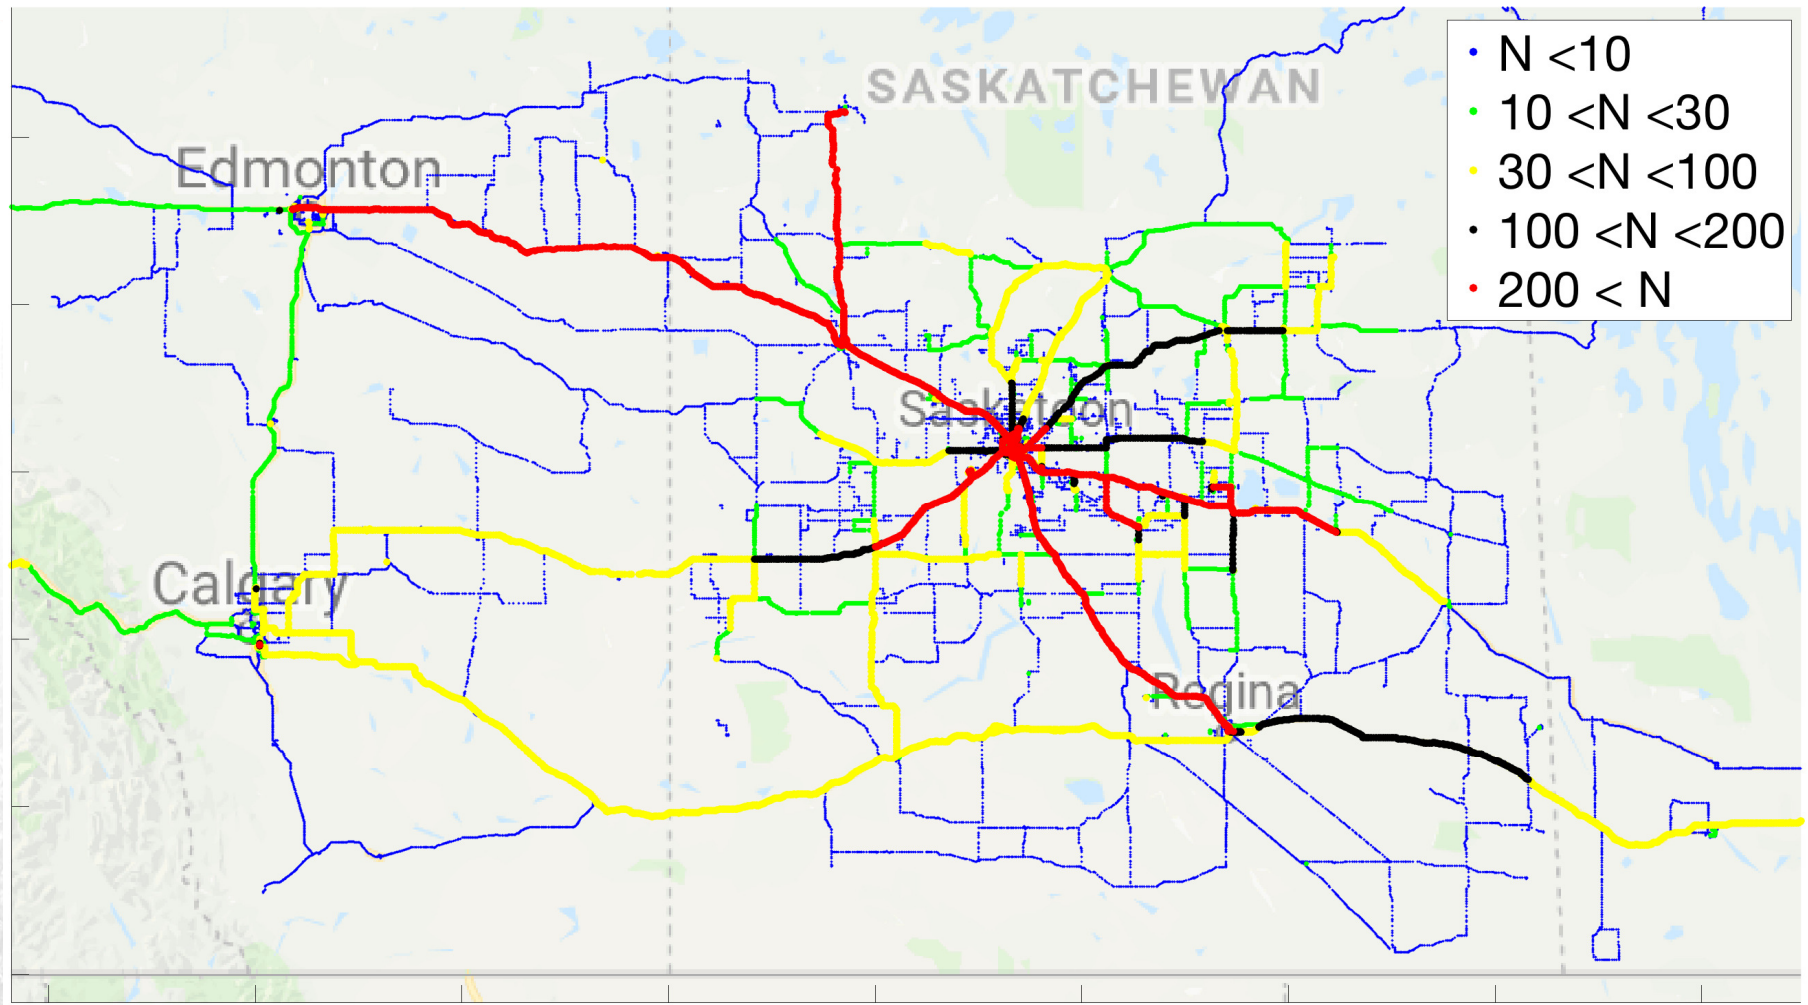 SASKATCHEWAN
N <10
10 <N <30
30 <N <100
100 <N <200
200 < N
Edmonton
Saskatoon
Calgary
Regina